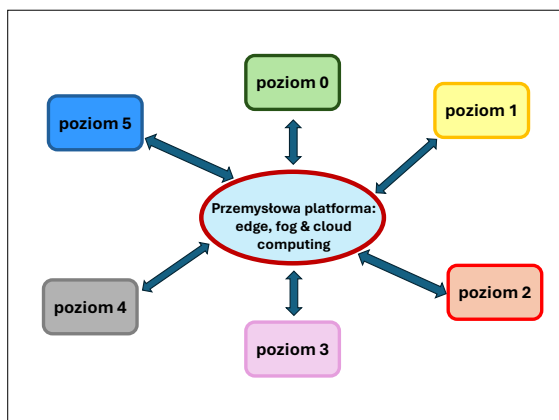 poziom 0
poziom 1
poziom 5
Przemysłowa platforma:
edge, fog & cloud
computing
poziom 4
poziom 2
poziom 3